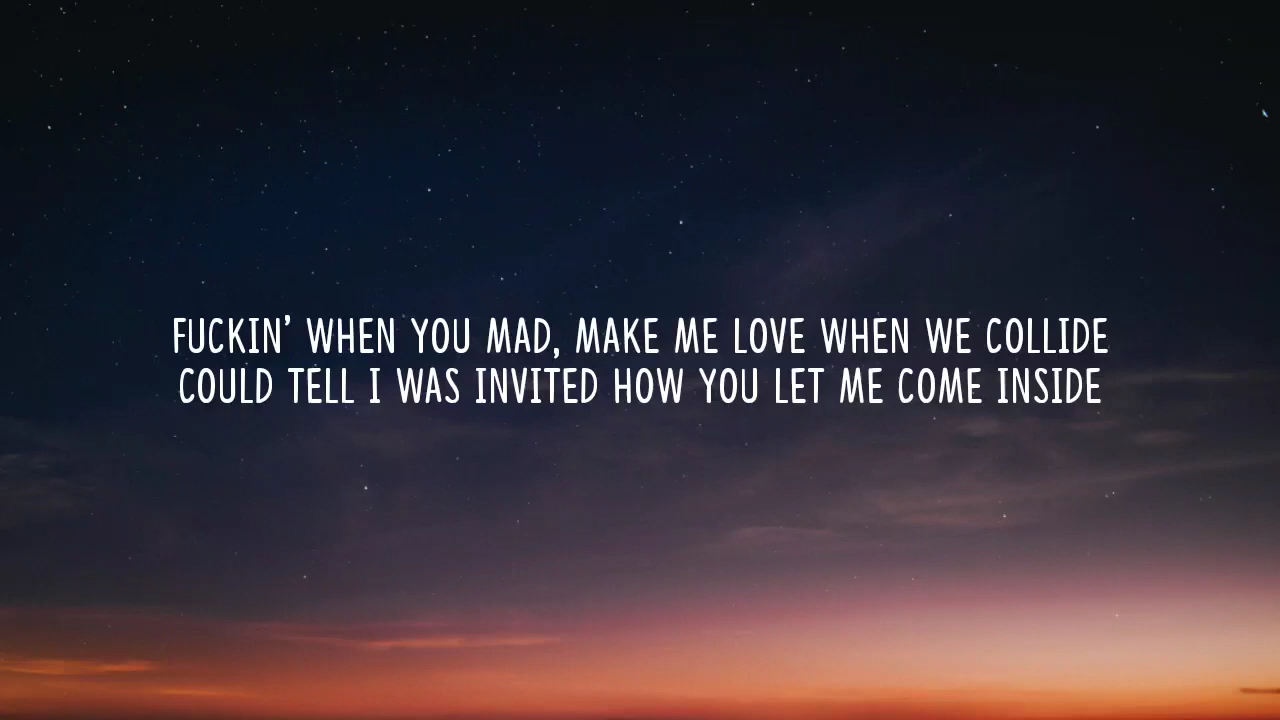 FUCKIN' WHEN YOU MAD, MAKE ME LOVE WHEN WE COLLIDE
COULD TELL I WAS INVITED HOW YOU LET ME COME INSIDE